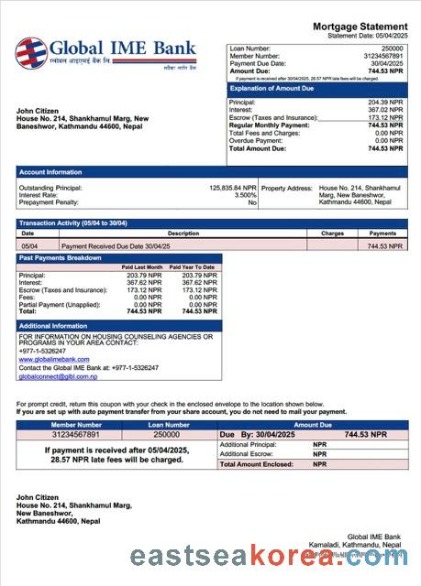 Mortgage Statement
Statement Date: 05/04/2025
Global IME Bank
ग्लोबल आइएमई बैंक लि.
Loan Number: 250000
Member Number: 31234567891
Payment Due Date: 30/04/2025
Amount Due: 744.53 NPR
If payment is received after 30/04/2025, 28.57 NPR late fees will be charged.
Explanation of Amount Due
Principal: 204.39 NPR
Interest: 367.02 NPR
Escrow (Taxes and Insurance): 173.12 NPR
Regular Monthly Payment: 744.53 NPR
Total Fees and Charges: 0.00 NPR
Overdue Payment: 0.00 NPR
Total Amount Due: 744.53 NPR
John Citizen
House No. 214, Shankhamul Marg, New
Baneshwor, Kathmandu 44600, Nepal
Account Information
Outstanding Principal: 125,835.84 NPR
Interest Rate: 3.500%
Prepayment Penalty: No
Property Address: House No. 214, Shankhamul
Marg, New Baneshwor,
Kathmandu 44600, Nepal
Transaction Activity (05/04 to 30/04)
Date Description Charges Payments
05/04 Payment Received Due Date 30/04/25 744.53 NPR
Past Payments Breakdown
Paid Last Month Paid Year To Date
Principal: 203.79 NPR 203.79 NPR
Interest: 367.62 NPR 367.62 NPR
Escrow (Taxes and Insurance): 173.12 NPR 173.12 NPR
Fees: 0.00 NPR 0.00 NPR
Partial Payment (Unapplied): 0.00 NPR 0.00 NPR
Total: 744.53 NPR 744.53 NPR
Additional Information
FOR INFORMATION ON HOUSING COUNSELING AGENCIES OR
PROGRAMS IN YOUR AREA CONTACT:
+977-1-5326247
www.globalimebank.com
Contact the Global IME Bank at: +977-1-5326247
globalconnect@gibl.com.np
For prompt credit, return this coupon with your check in the enclosed envelope to the location shown below.
If you are set up with auto payment transfer from your share account, you do not need to mail your payment.
Member Number Loan Number Amount Due
31234567891 250000 Due By: 30/04/2025 744.53 NPR
If payment is received after 05/04/2025,
28.57 NPR late fees will be charged.
Additional Principal: NPR
Additional Escrow: NPR
Total Amount Enclosed: NPR
John Citizen
House No. 214, Shankhamul Marg,
New Baneshwor,
Kathmandu 44600, Nepal
Global IME Bank
Kamaladi, Kathmandu, Nepal
eastseakorea.com